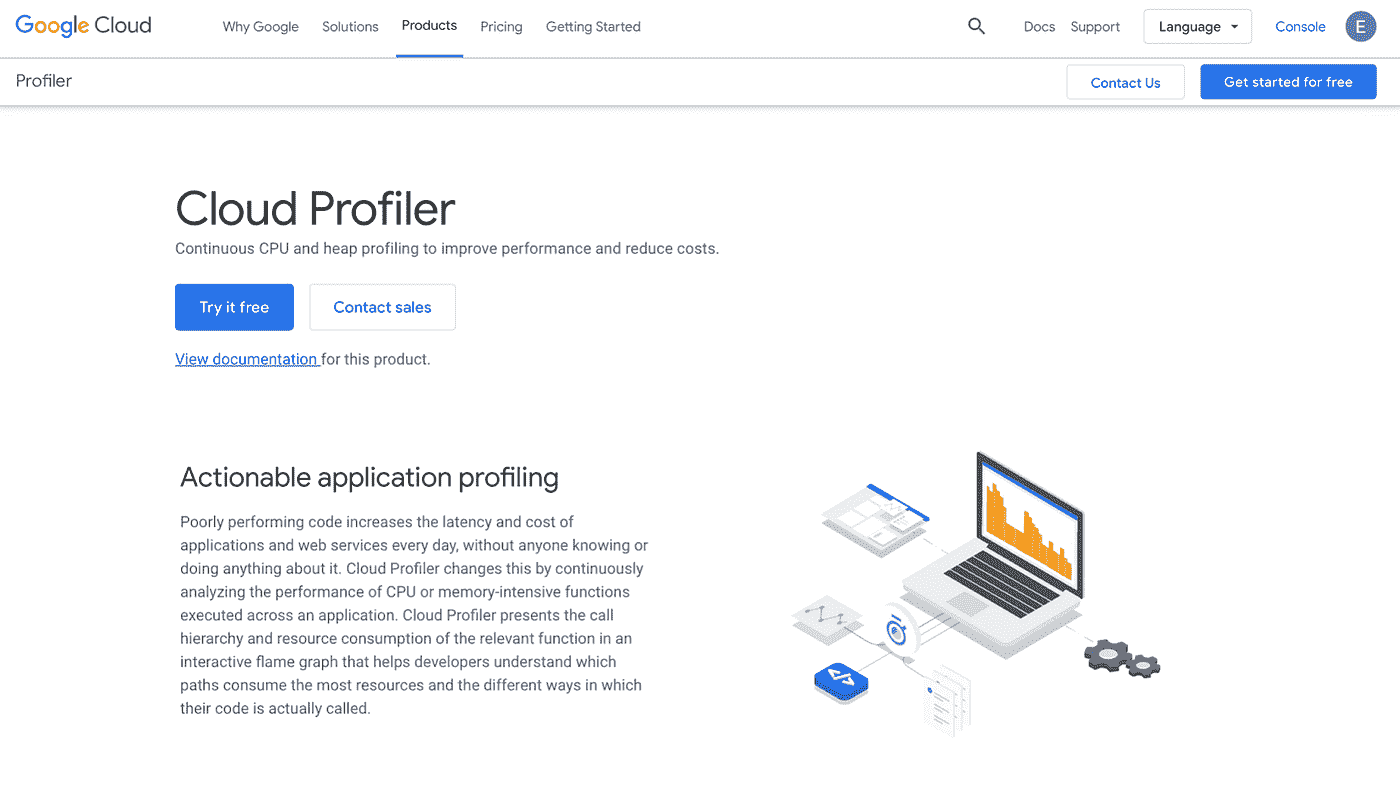 Google Cloud Why Google Solutions Products Pricing Getting Started Docs Support Language Console E
Profiler Contact Us Get started for free
Cloud Profiler
Continuous CPU and heap profiling to improve performance and reduce costs.
Try it free Contact sales
View documentation for this product.
Actionable application profiling
Poorly performing code increases the latency and cost of
applications and web services every day, without anyone knowing or
doing anything about it. Cloud Profiler changes this by continuously
analyzing the performance of CPU or memory-intensive functions
executed across an application. Cloud Profiler presents the call
hierarchy and resource consumption of the relevant function in an
interactive flame graph that helps developers understand which
paths consume the most resources and the different ways in which
their code is actually called.